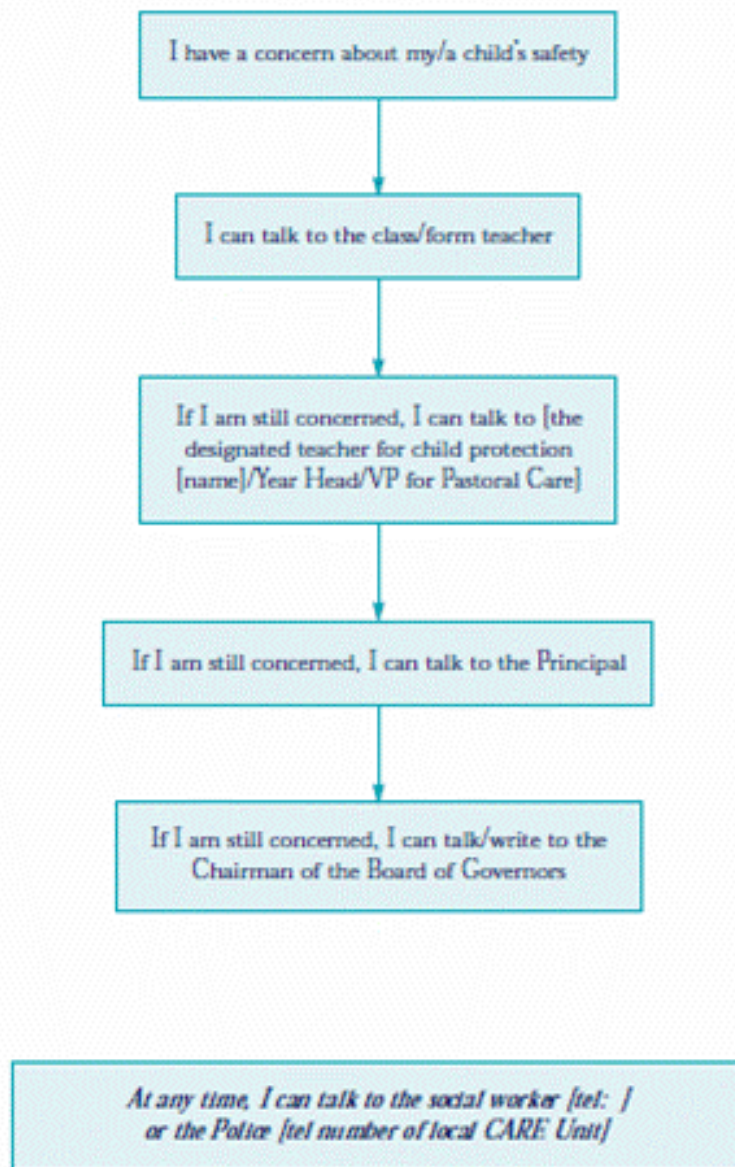 I have a concern about my/a child's safety
I can talk to the class/form teacher
If I am still concerned, I can talk to [the
designated teacher for child protection
[name]/Year Head/VP for Pastoral Care]
If I am still concerned, I can talk to the Principal
If I am still concerned, I can talk/write to the
Chairman of the Board of Governors
At any time, I can talk to the social worker [tel:  ]
or the Police [tel number of local CARE Unit]